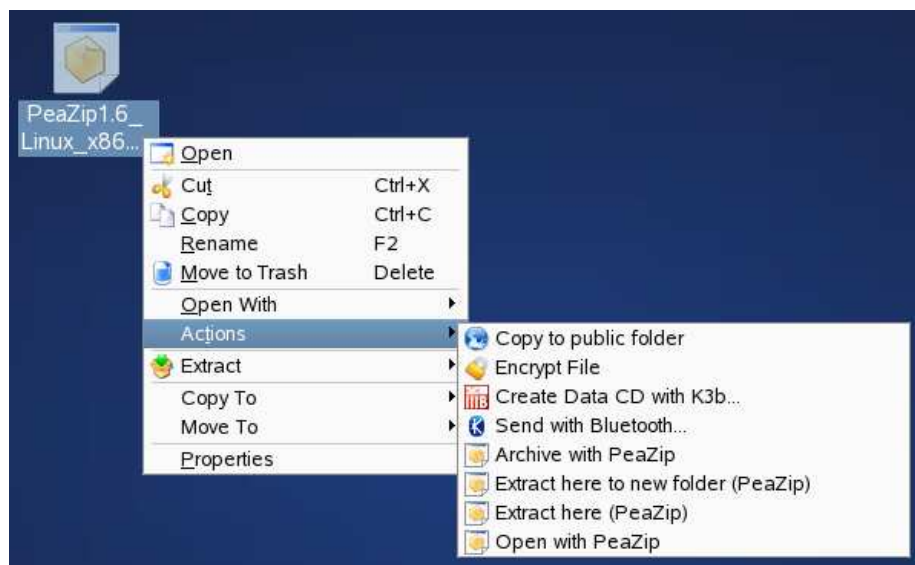 PeaZip1.6_
Linux_x86...
Open
Cut Ctrl+X
Copy Ctrl+C
Rename F2
Move to Trash Delete
Open With
Actions
Extract
Copy To
Move To
Properties
Copy to public folder
Encrypt File
Create Data CD with K3b...
Send with Bluetooth...
Archive with PeaZip
Extract here to new folder (PeaZip)
Extract here (PeaZip)
Open with PeaZip